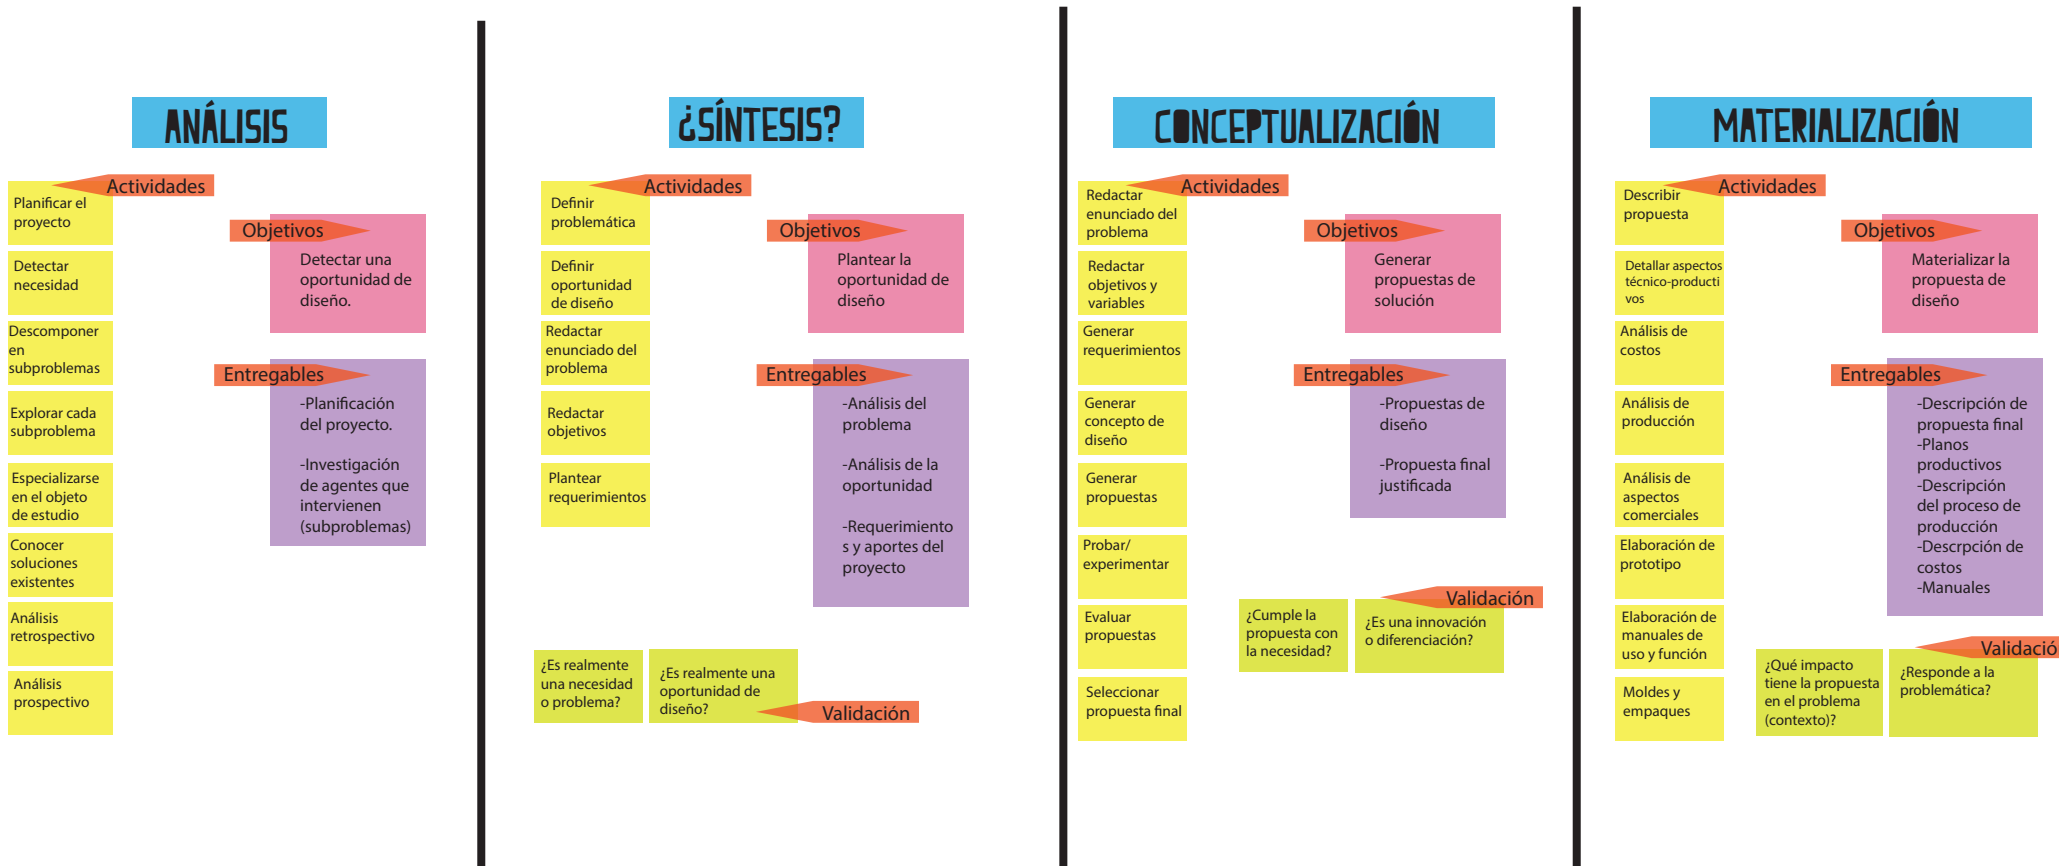 ANÁLISIS
Actividades
Planificar el
proyecto
Detectar
necesidad
Descomponer
en
subproblemas
Explorar cada
subproblema
Especializarse
en el objeto
de estudio
Conocer
soluciones
existentes
Análisis
retrospectivo
Análisis
prospectivo
Objetivos
Detectar una
oportunidad de
diseño.
Entregables
-Planificación
del proyecto.
-Investigación
de agentes que
intervienen
(subproblemas)
¿SÍNTESIS?
Actividades
Definir
problemática
Definir
oportunidad
de diseño
Redactar
enunciado del
problema
Redactar
objetivos
Plantear
requerimientos
Objetivos
Plantear la
oportunidad de
diseño
Entregables
-Análisis del
problema
-Análisis de la
oportunidad
-Requerimiento
s y aportes del
proyecto
¿Es realmente
una necesidad
o problema?
¿Es realmente una
oportunidad de
diseño?
Validación
CONCEPTUALIZACIÓN
Actividades
Redactar
enunciado del
problema
Redactar
objetivos y
variables
Generar
requerimientos
Generar
concepto de
diseño
Generar
propuestas
Probar/
experimentar
Evaluar
propuestas
Seleccionar
propuesta final
Objetivos
Generar
propuestas de
solución
Entregables
-Propuestas de
diseño
-Propuesta final
justificada
Validación
¿Cumple la
propuesta con
la necesidad?
¿Es una innovación
o diferenciación?
MATERIALIZACIÓN
Actividades
Describir
propuesta
Detallar aspectos
técnico-producti
vos
Análisis de
costos
Análisis de
producción
Análisis de
aspectos
comerciales
Elaboración de
prototipo
Elaboración de
manuales de
uso y función
Moldes y
empaques
Objetivos
Materializar la
propuesta de
diseño
Entregables
-Descripción de
propuesta final
-Planos
productivos
-Descripción
del proceso de
producción
-Descrpción de
costos
-Manuales
Validació
¿Qué impacto
tiene la propuesta
en el problema
(contexto)?
¿Responde a la
problemática?